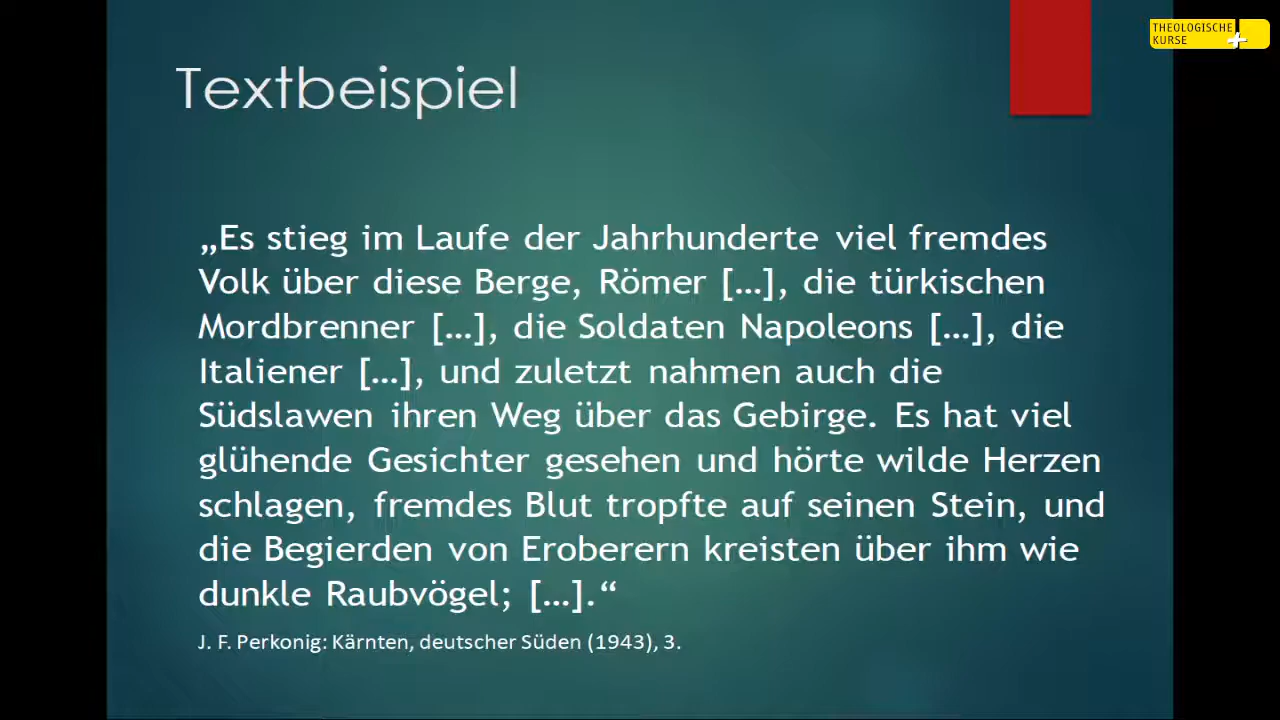 THEOLOGISCHE
KURSE
Textbeispiel
„Es stieg im Laufe der Jahrhunderte viel fremdes
Volk über diese Berge, Römer [...], die türkischen
Mordbrenner [...], die Soldaten Napoleons [...], die
Italiener [...], und zuletzt nahmen auch die
Südslawen ihren Weg über das Gebirge. Es hat viel
glühende Gesichter gesehen und hörte wilde Herzen
schlagen, fremdes Blut tropfte auf seinen Stein, und
die Begierden von Eroberern kreisten über ihm wie
dunkle Raubvögel; [...].“
J. F. Perkonig: Kärnten, deutscher Süden (1943), 3.